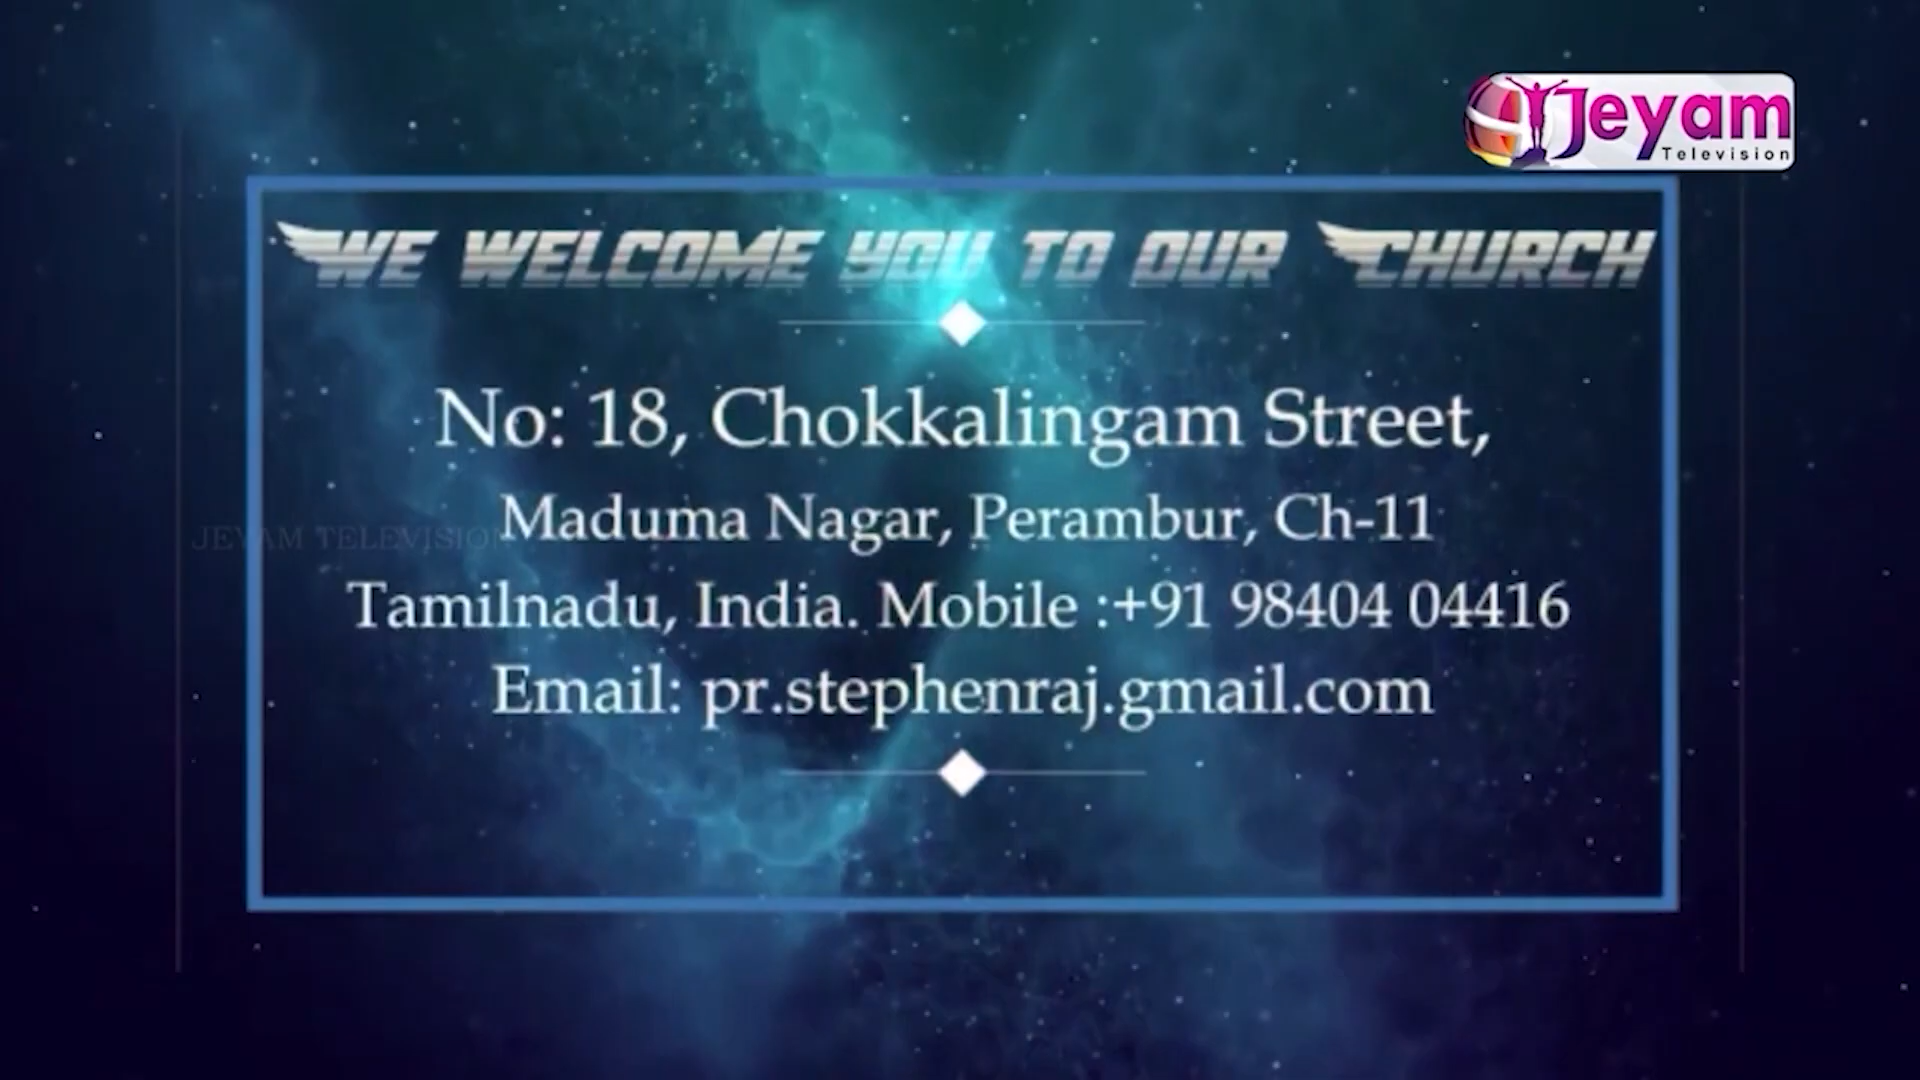 Jeyam
Television
WE WELCOME YOU TO OUR CHURCH
No: 18, Chokkalingam Street,
Maduma Nagar, Perambur, Ch-11
JEYAM TELEVISION
Tamilnadu, India. Mobile :+91 98404 04416
Email: pr.stephenraj.gmail.com